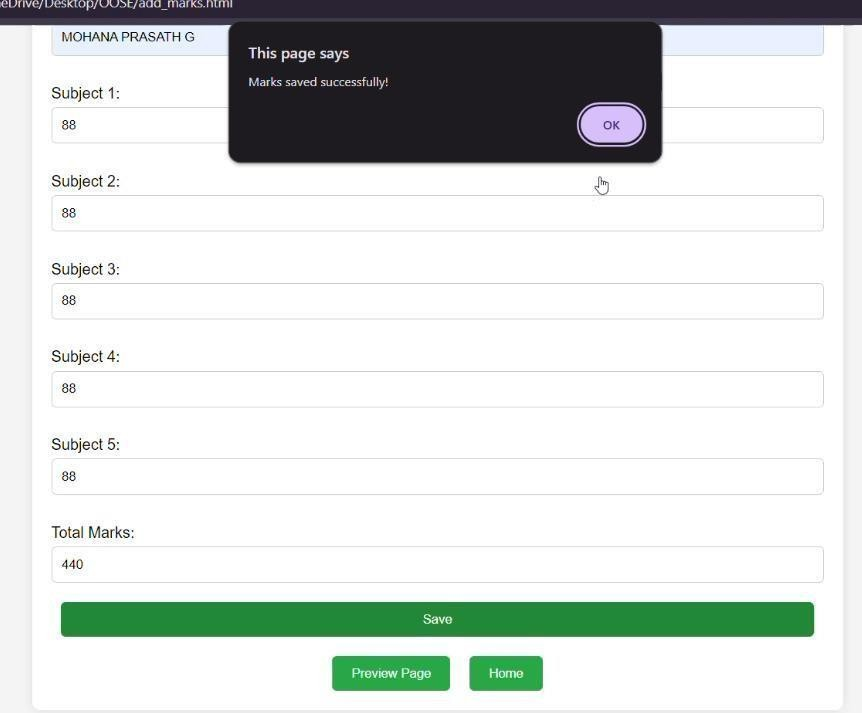 eDrive/Desktop/OOSE/add_marks.html
MOHANA PRASATH G
This page says
Marks saved successfully!
OK
Subject 1:
88
Subject 2:
88
Subject 3:
88
Subject 4:
88
Subject 5:
88
Total Marks:
440
Save
Preview Page
Home